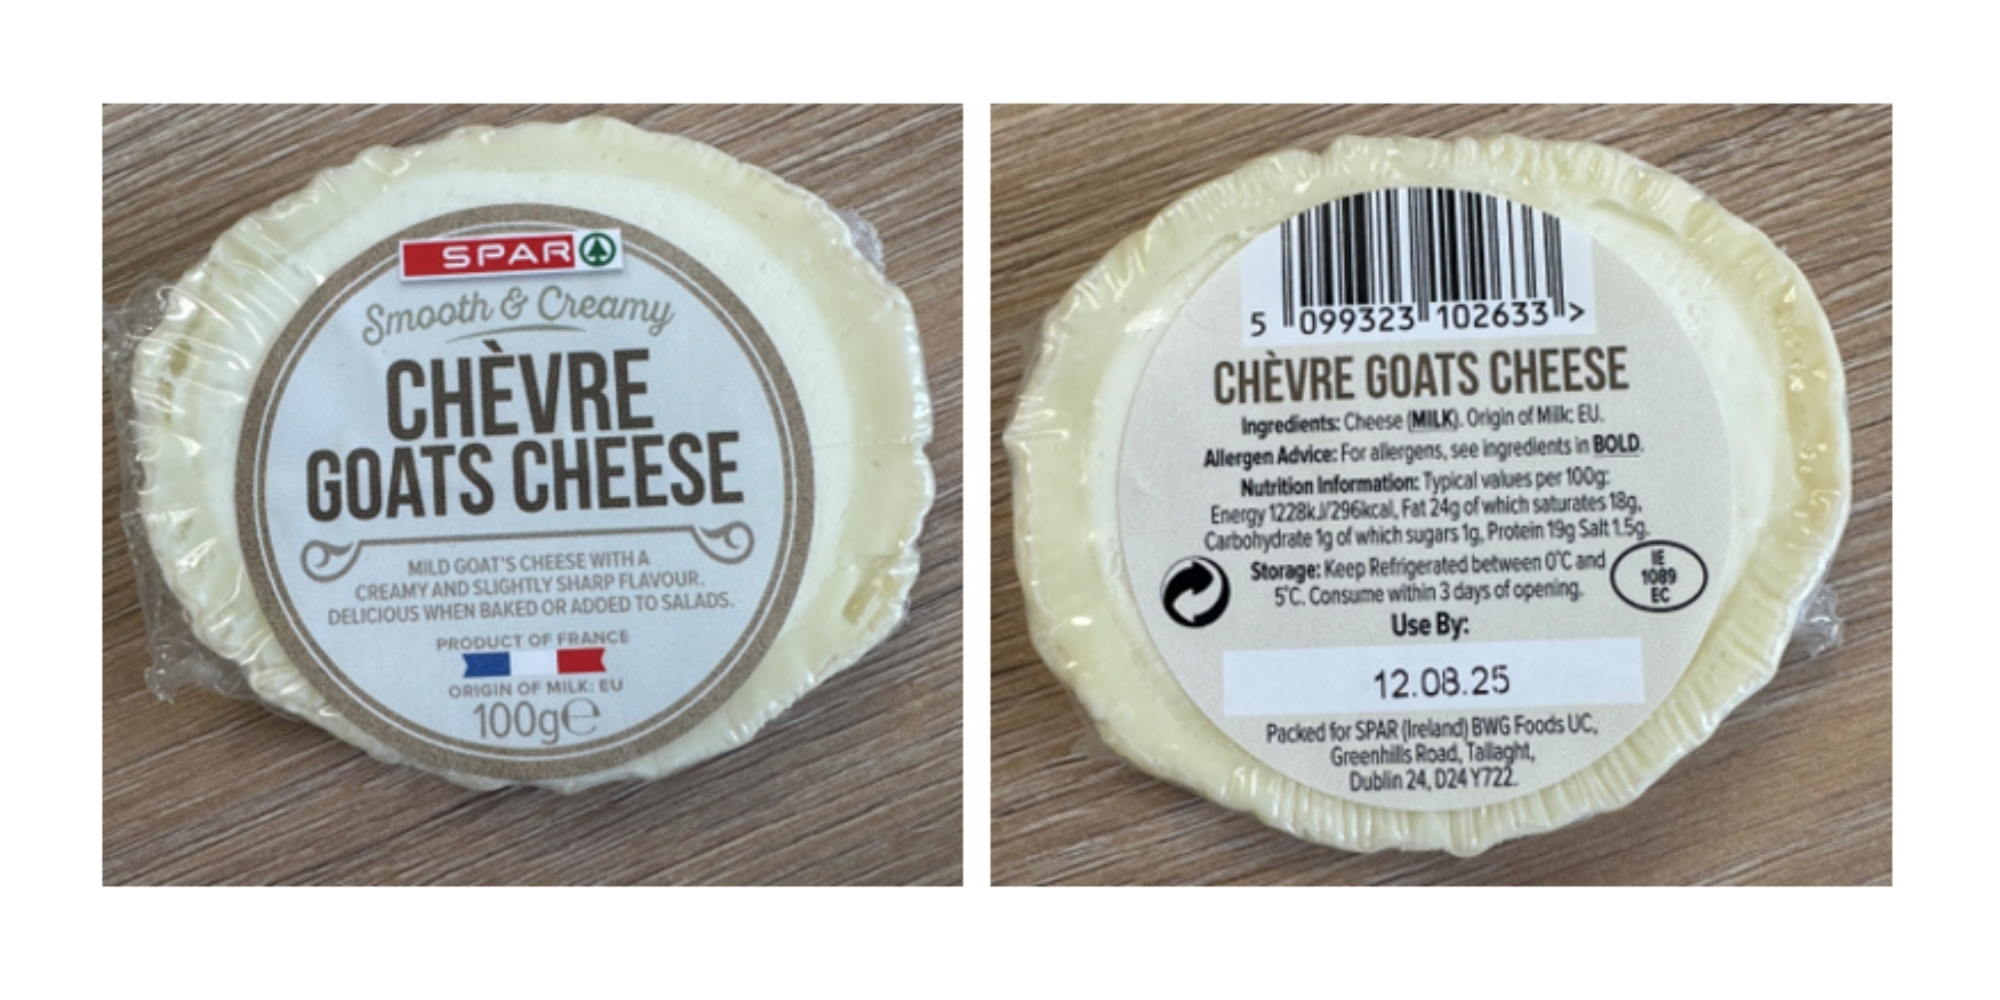 SPAR
Smooth & Creamy
CHÈVRE
GOATS CHEESE
MILD GOAT'S CHEESE WITH A
CREAMY AND SLIGHTLY SHARP FLAVOUR.
DELICIOUS WHEN BAKED OR ADDED TO SALADS.
PRODUCT OF FRANCE
ORIGIN OF MILK: EU
100g℮
5 099323 102633 >
CHÈVRE GOATS CHEESE
Ingredients: Cheese (MILK). Origin of Milk: EU.
Allergen Advice: For allergens, see ingredients in BOLD.
Nutrition Information: Typical values per 100g:
Energy 1228kJ/296kcal, Fat 24g of which saturates 18g,
Carbohydrate 1g of which sugars 1g, Protein 19g Salt 1.5g.
Storage: Keep Refrigerated between 0°C and
5°C. Consume within 3 days of opening.
IE
1089
EC
Use By:
12.08.25
Packed for SPAR (Ireland) BWG Foods UC,
Greenhills Road, Tallaght,
Dublin 24, D24 Y722.